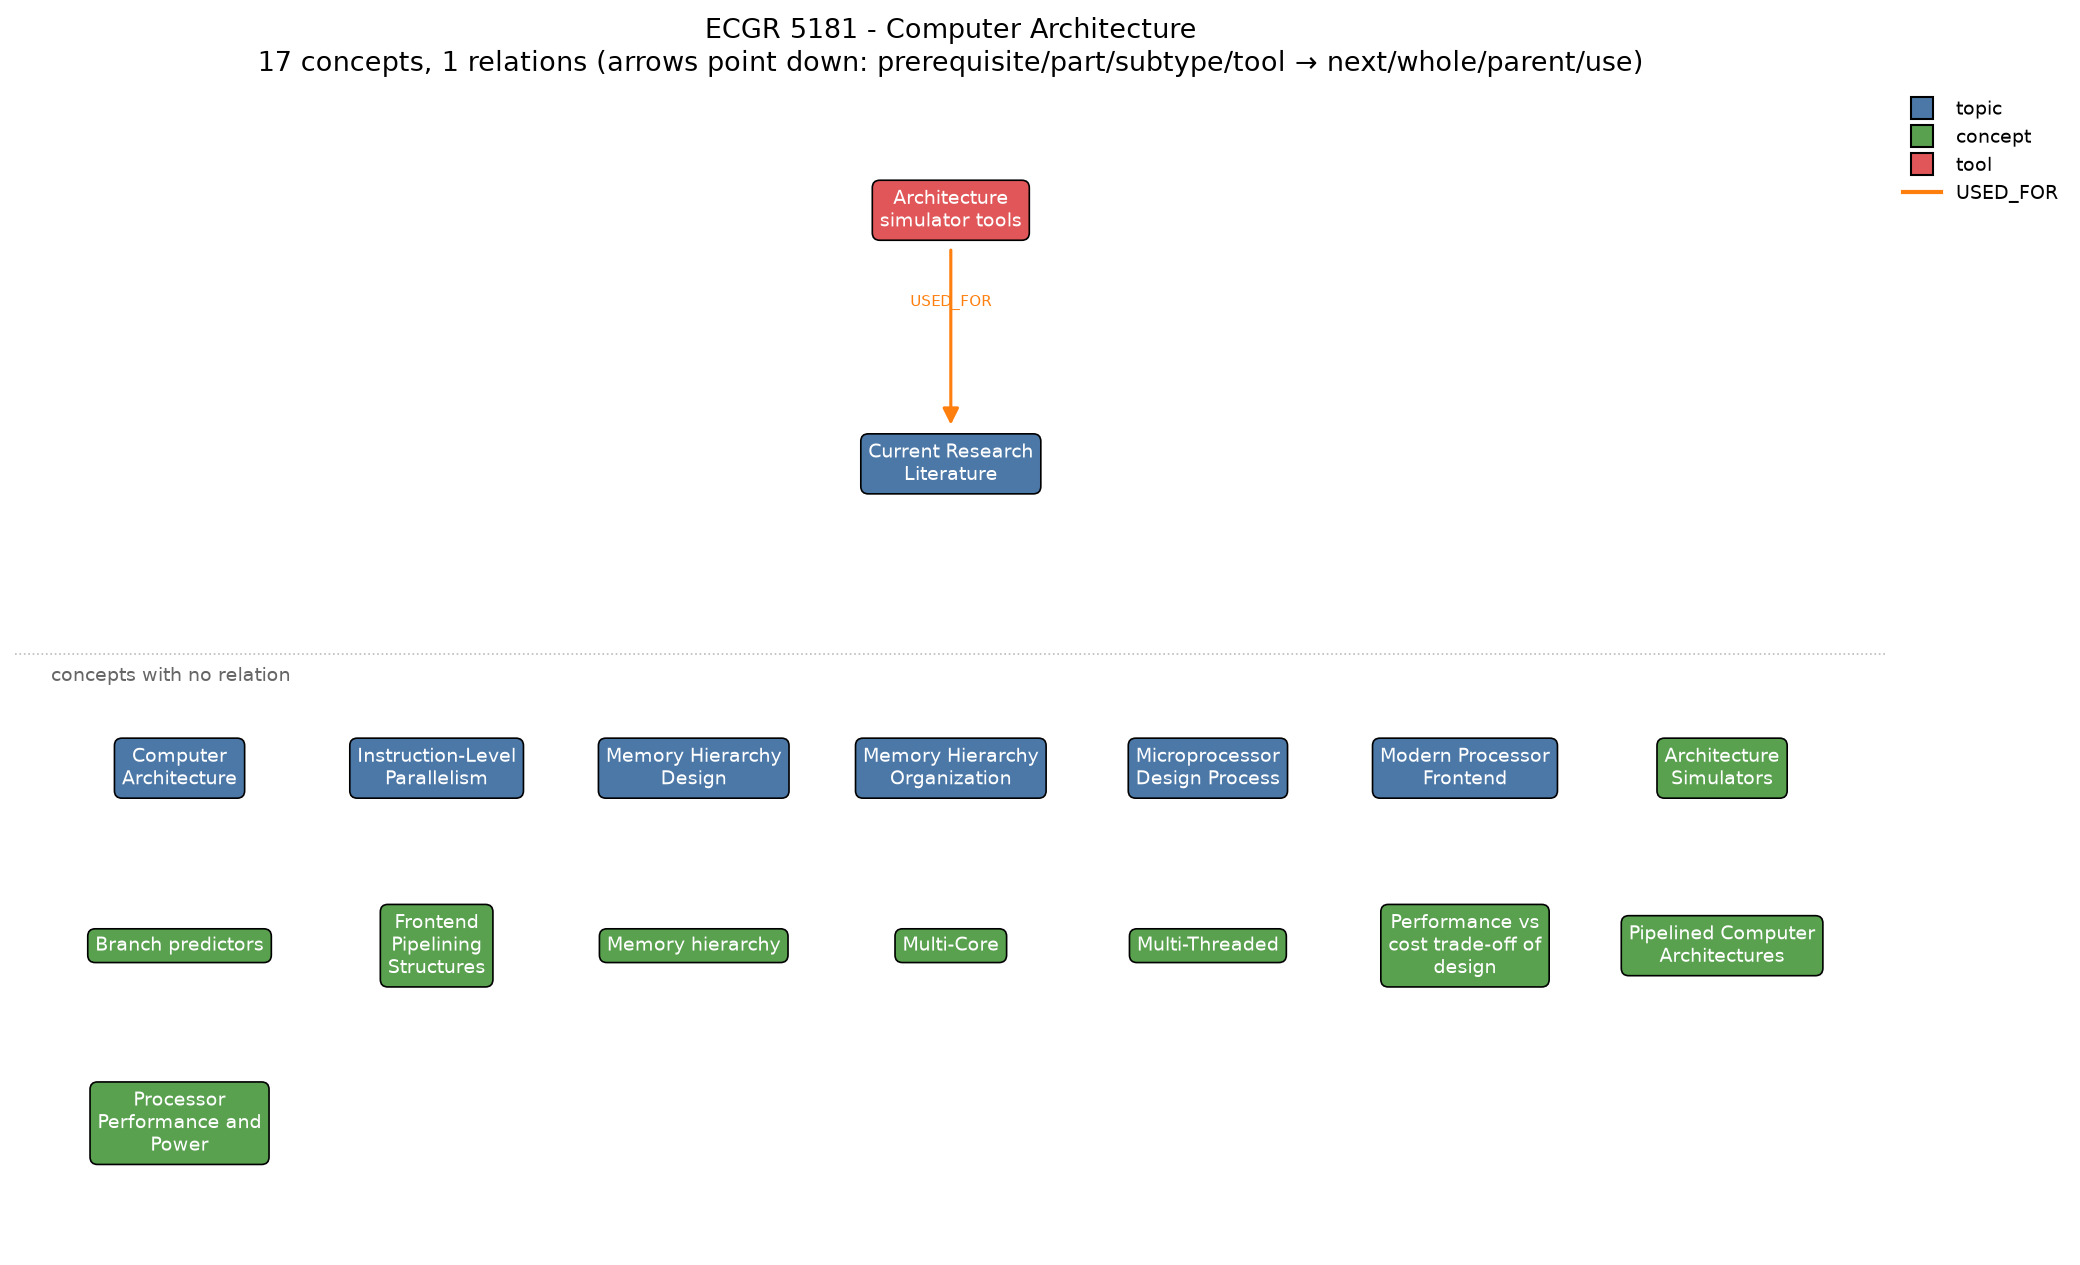 ECGR 5181 - Computer Architecture
17 concepts, 1 relations (arrows point down: prerequisite/part/subtype/tool → next/whole/parent/use)
topic
concept
tool
USED_FOR
Architecture
simulator tools
USED_FOR
Current Research
Literature
concepts with no relation
Computer
Architecture
Instruction-Level
Parallelism
Memory Hierarchy
Design
Memory Hierarchy
Organization
Microprocessor
Design Process
Modern Processor
Frontend
Architecture
Simulators
Branch predictors
Frontend
Pipelining
Structures
Memory hierarchy
Multi-Core
Multi-Threaded
Performance vs
cost trade-off of
design
Pipelined Computer
Architectures
Processor
Performance and
Power